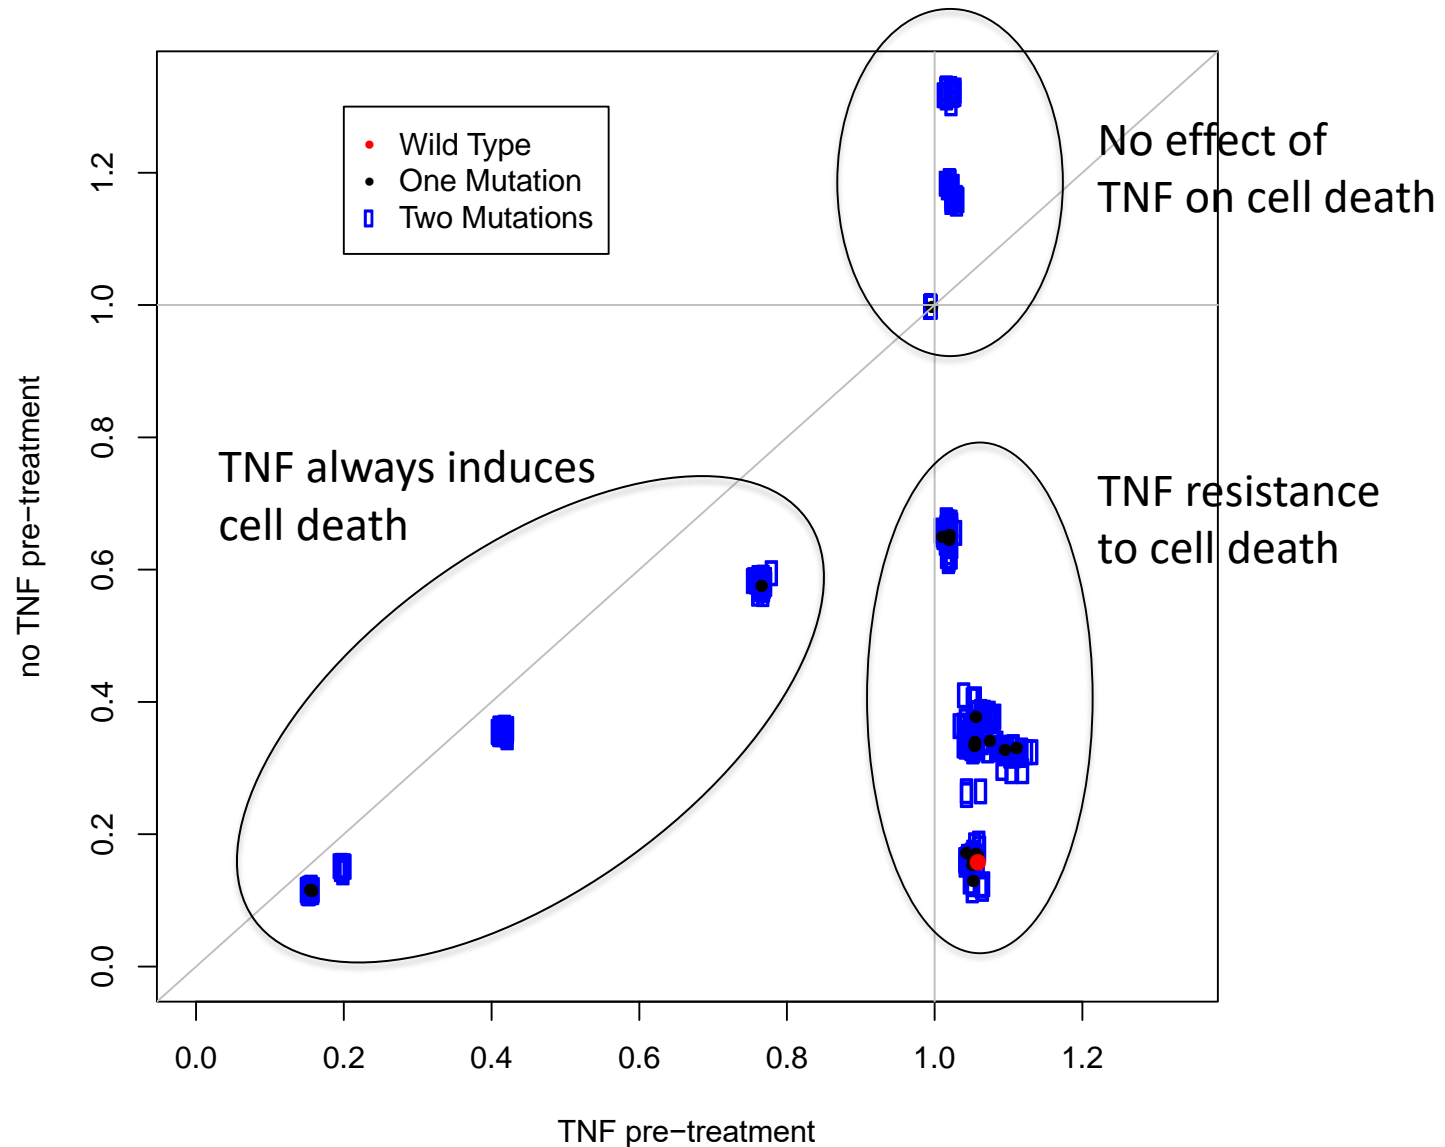 Wild Type
One Mutation
Two Mutations
No effect of
TNF on cell death
TNF always induces
cell death
TNF resistance
to cell death
no TNF pre−treatment
0.0
0.2
0.4
0.6
0.8
1.0
1.2
0.0
0.2
0.4
0.6
0.8
1.0
1.2
TNF pre−treatment